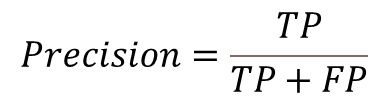 Precision = TP / TP + FP